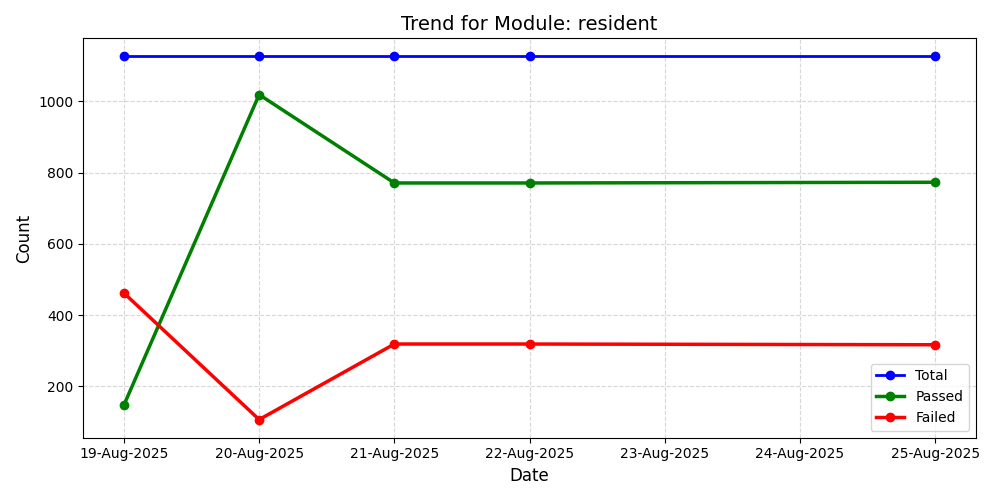 Trend for Module: resident
Count
1000
800
600
400
200
Total
Passed
Failed
19-Aug-2025 20-Aug-2025 21-Aug-2025 22-Aug-2025 23-Aug-2025 24-Aug-2025 25-Aug-2025
Date